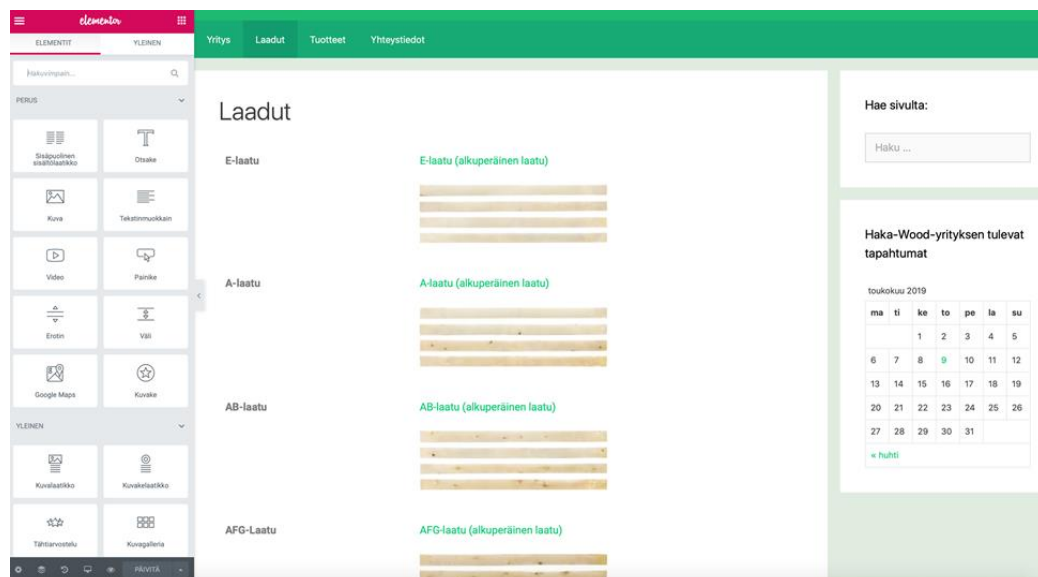 elementor
ELEMENTIT YLEINEN
Hakuvimpain...
PERUS
Sisäpuolinen sisältölaatikko
Otsake
Kuva
Tekstinmuokkain
Video
Painike
Erotin
Väli
Google Maps
Kuvake
YLEINEN
Kuvalaatikko
Kuvakelaatikko
Tähtiarvostelu
Kuvagalleria
PÄIVITÄ
Yritys Laadut Tuotteet Yhteystiedot
Laadut
E-laatu
E-laatu (alkuperäinen laatu)
A-laatu
A-laatu (alkuperäinen laatu)
AB-laatu
AB-laatu (alkuperäinen laatu)
AFG-Laatu
AFG-laatu (alkuperäinen laatu)
Hae sivulta:
Haku ...
Haka-Wood-yrityksen tulevat
tapahtumat
toukokuu 2019
ma ti ke to pe la su
1 2 3 4 5
6 7 8 9 10 11 12
13 14 15 16 17 18 19
20 21 22 23 24 25 26
27 28 29 30 31
« huhti